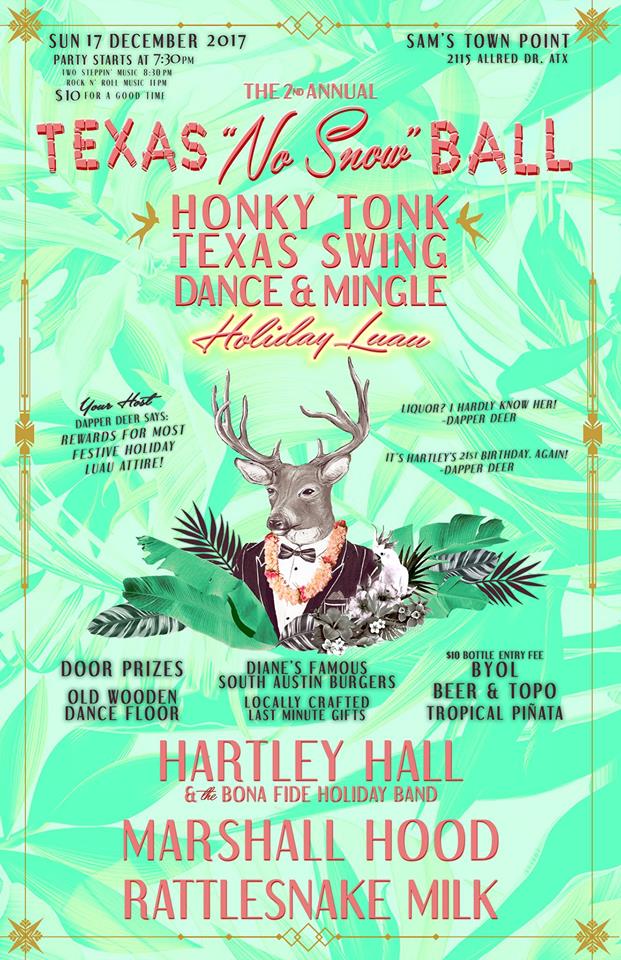 SUN 17 DECEMBER 2017
PARTY STARTS AT 7:30PM
TWO STEPPIN' MUSIC 8:30PM
ROCK N' ROLL MUSIC 11PM
$10 FOR A GOOD TIME
SAM'S TOWN POINT
2115 ALLRED DR. ATX
THE 2ND ANNUAL
TEXAS "No Snow" BALL
HONKY TONK
TEXAS SWING
DANCE & MINGLE
Holiday Luau
Your Host
DAPPER DEER SAYS:
REWARDS FOR MOST
FESTIVE HOLIDAY
LUAU ATTIRE!
LIQUOR? I HARDLY KNOW HER!
-DAPPER DEER
IT'S HARTLEY'S 21ST BIRTHDAY. AGAIN!
-DAPPER DEER
DOOR PRIZES
OLD WOODEN
DANCE FLOOR
DIANE'S FAMOUS
SOUTH AUSTIN BURGERS
LOCALLY CRAFTED
LAST MINUTE GIFTS
$10 BOTTLE ENTRY FEE
BYOL
BEER & TOPO
TROPICAL PIÑATA
HARTLEY HALL
& the BONA FIDE HOLIDAY BAND
MARSHALL HOOD
RATTLESNAKE MILK